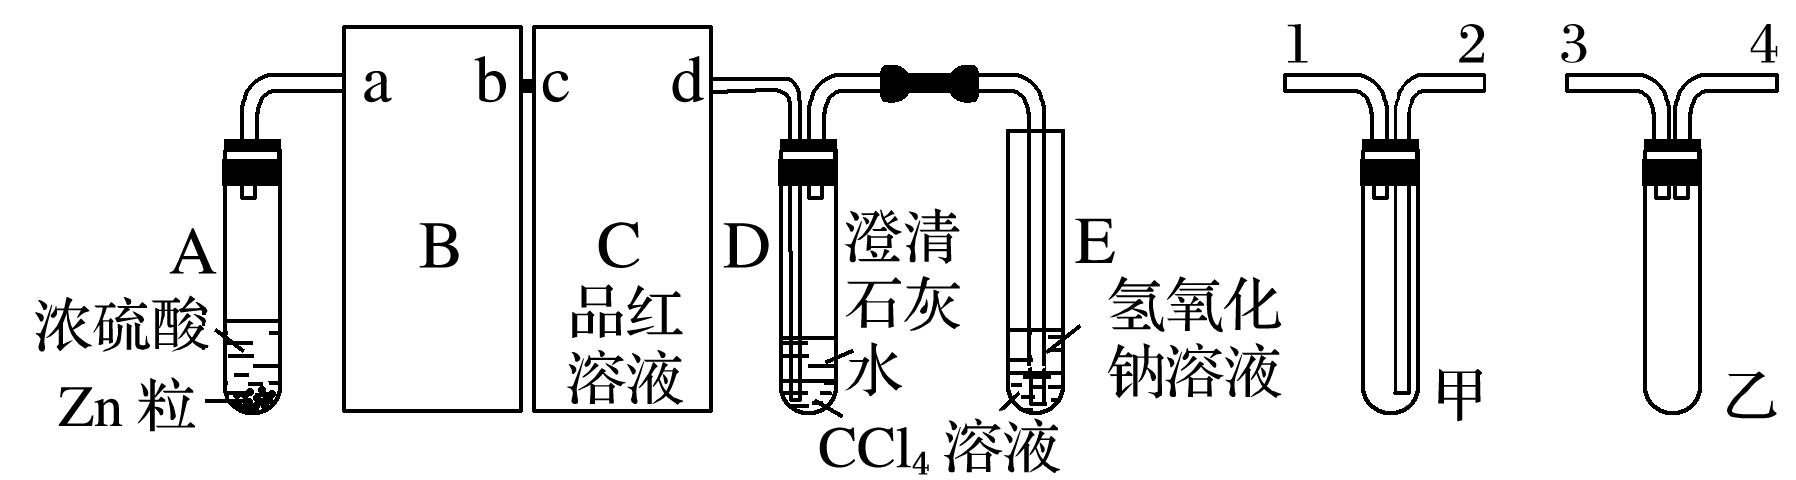 1 2 3 4
a b c d
A B C D E
浓硫酸
Zn 粒
品红
溶液
澄清
石灰
水
氢氧化
钠溶液
CCl₄ 溶液
甲
乙